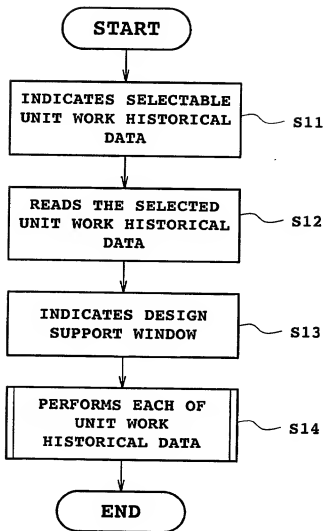 START
INDICATES SELECTABLE
UNIT WORK HISTORICAL
DATA
S11
READS THE SELECTED
UNIT WORK HISTORICAL
DATA
S12
INDICATES DESIGN
SUPPORT WINDOW
S13
PERFORMS EACH OF
UNIT WORK
HISTORICAL DATA
S14
END